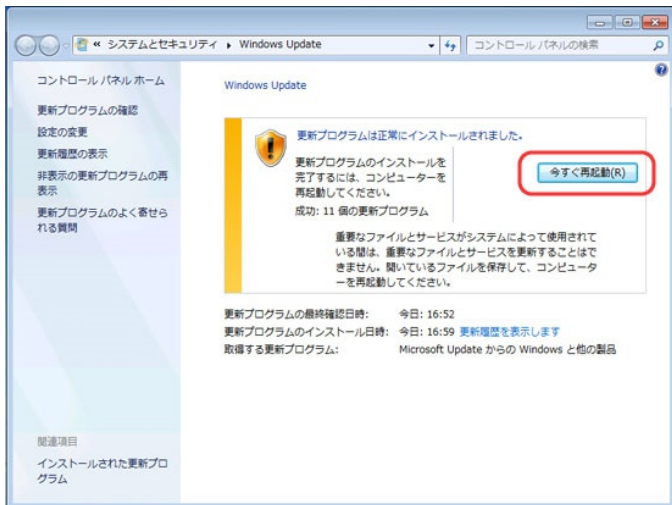 « システムとセキュリティ ▸ Windows Update
コントロール パネルの検索
コントロール パネル ホーム
更新プログラムの確認
設定の変更
更新履歴の表示
非表示の更新プログラムの再
表示
更新プログラムのよく寄せら
れる質問
関連項目
インストールされた更新プロ
グラム
Windows Update
更新プログラムは正常にインストールされました。
更新プログラムのインストールを
完了するには、コンピューターを
再起動してください。
成功: 11 個の更新プログラム
今すぐ再起動(R)
重要なファイルとサービスがシステムによって使用されて
いる間は、重要なファイルとサービスを更新することはで
きません。開いているファイルを保存して、コンピュータ
ーを再起動してください。
更新プログラムの最終確認日時: 今日: 16:52
更新プログラムのインストール日時: 今日: 16:59 更新履歴を表示します
取得する更新プログラム: Microsoft Update からの Windows と他の製品